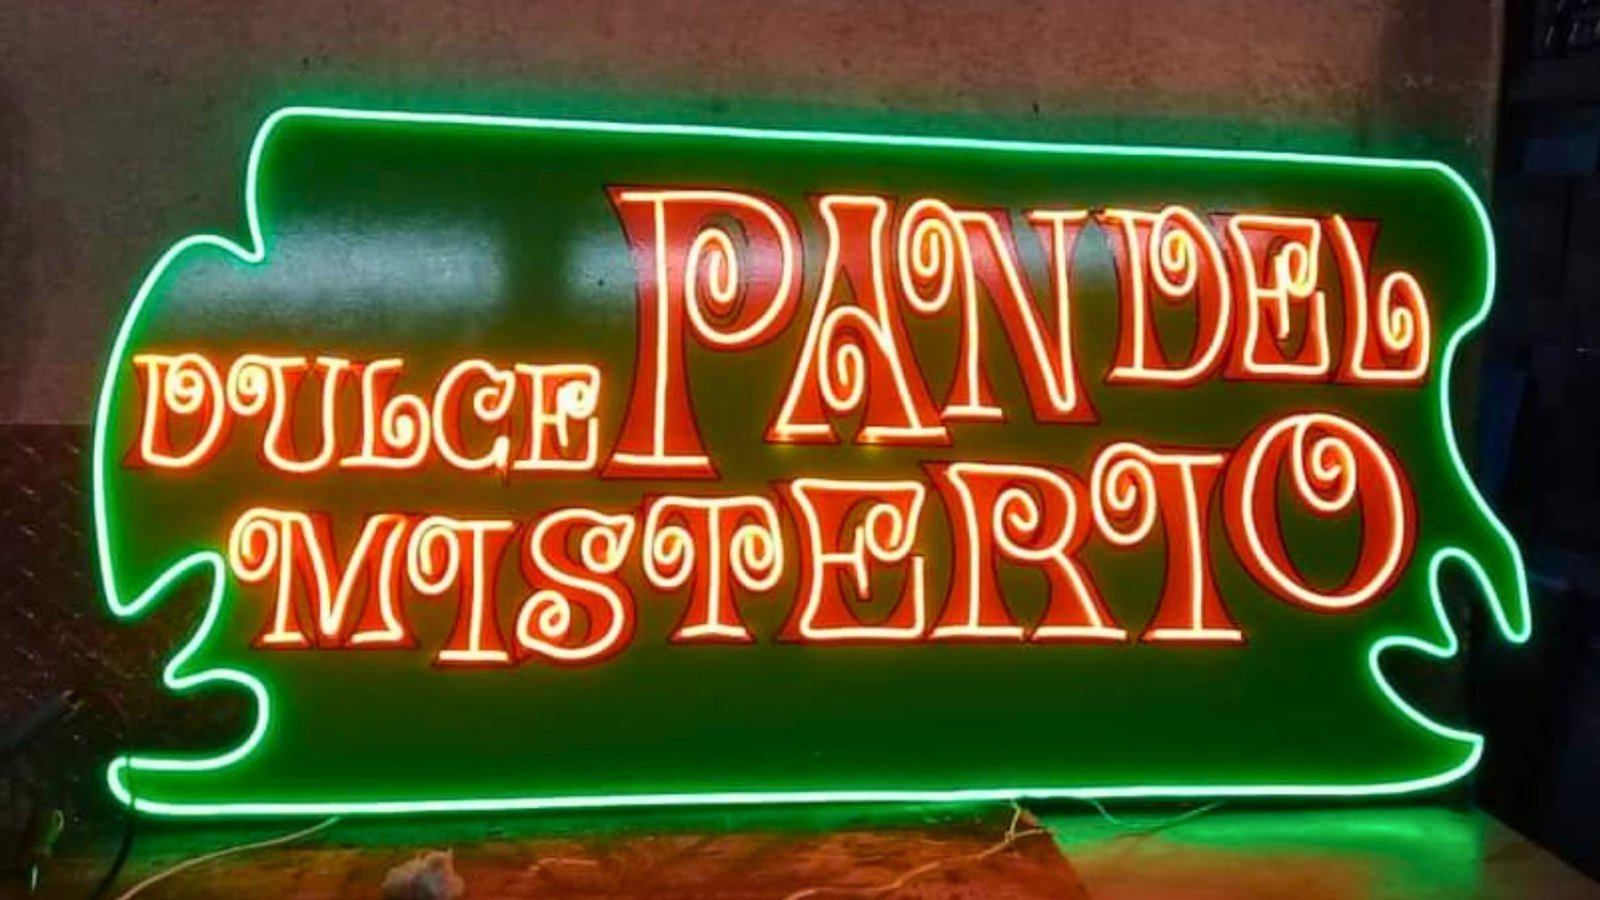 DULCE PAN DEL
MISTERIO